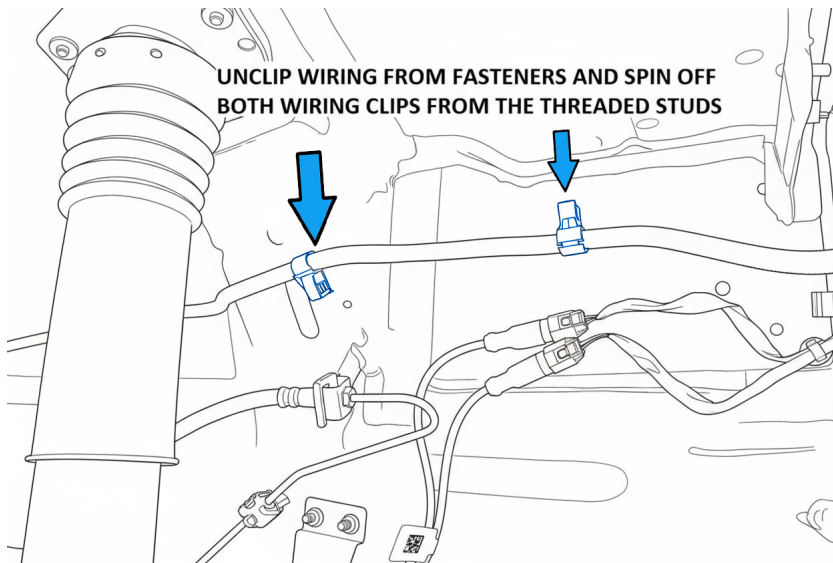 UNCLIP WIRING FROM FASTENERS AND SPIN OFF
BOTH WIRING CLIPS FROM THE THREADED STUDS